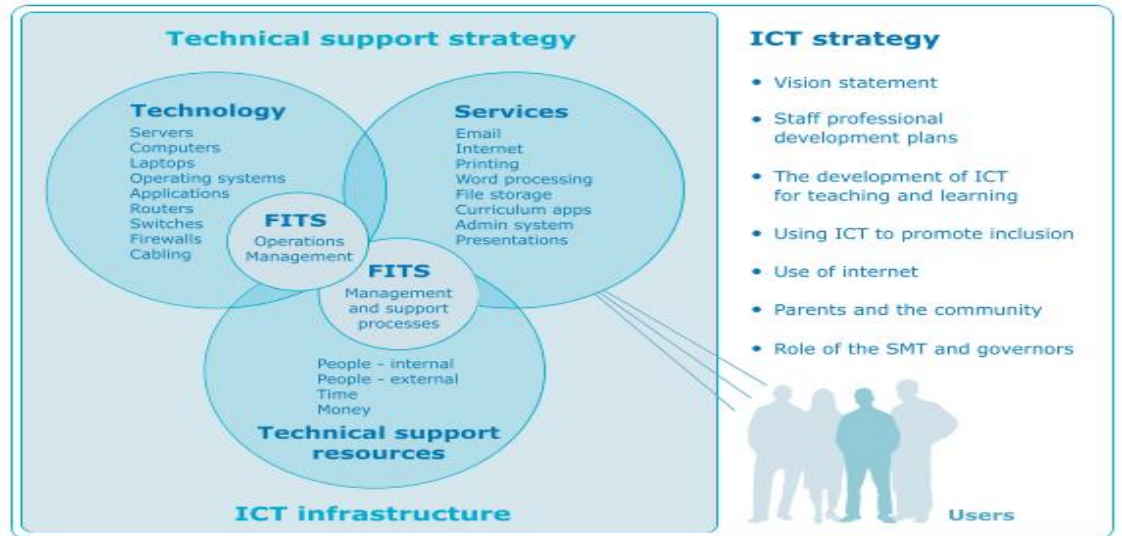 Technical support strategy
Technology
Servers
Computers
Laptops
Operating systems
Applications
Routers
Switches
Firewalls
Cabling
Services
Email
Internet
Printing
Word processing
File storage
Curriculum apps
Admin system
Presentations
FITS
Operations
Management
FITS
Management
and support
processes
People - internal
People - external
Time
Money
Technical support
resources
ICT infrastructure
ICT strategy
• Vision statement
• Staff professional
development plans
• The development of ICT
for teaching and learning
• Using ICT to promote inclusion
• Use of internet
• Parents and the community
• Role of the SMT and governors
Users